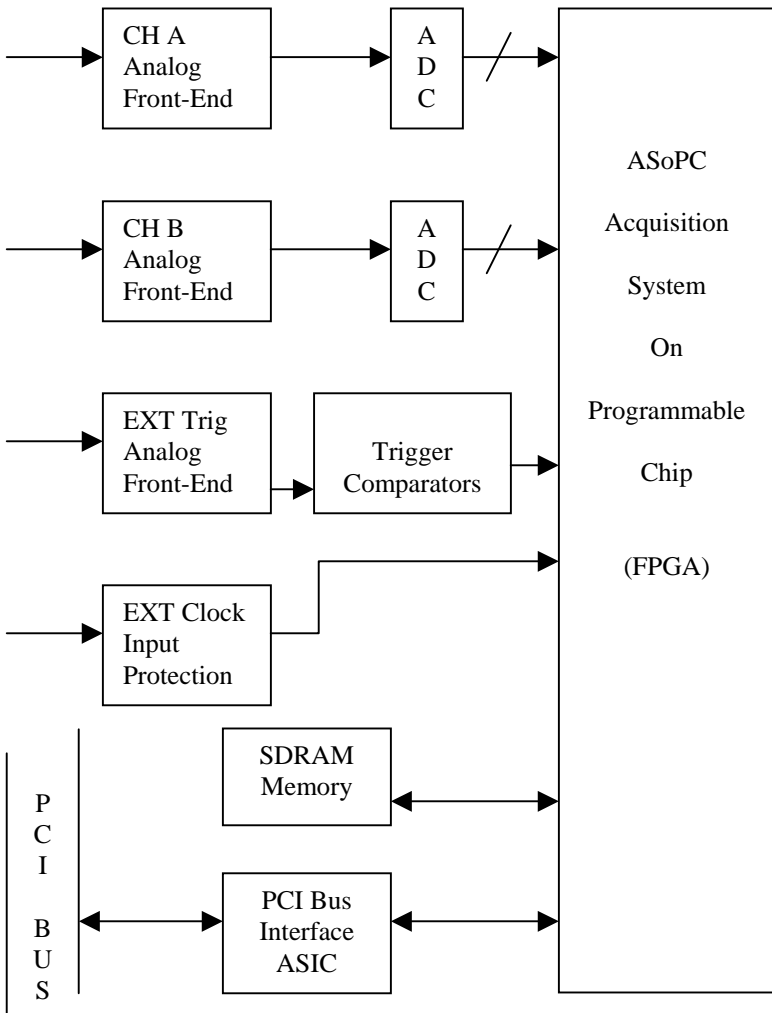 CH A
Analog
Front-End
A
D
C
CH B
Analog
Front-End
A
D
C
EXT Trig
Analog
Front-End
Trigger
Comparators
EXT Clock
Input
Protection
SDRAM
Memory
PCI Bus
Interface
ASIC
P
C
I
B
U
S
ASoPC
Acquisition
System
On
Programmable
Chip
(FPGA)